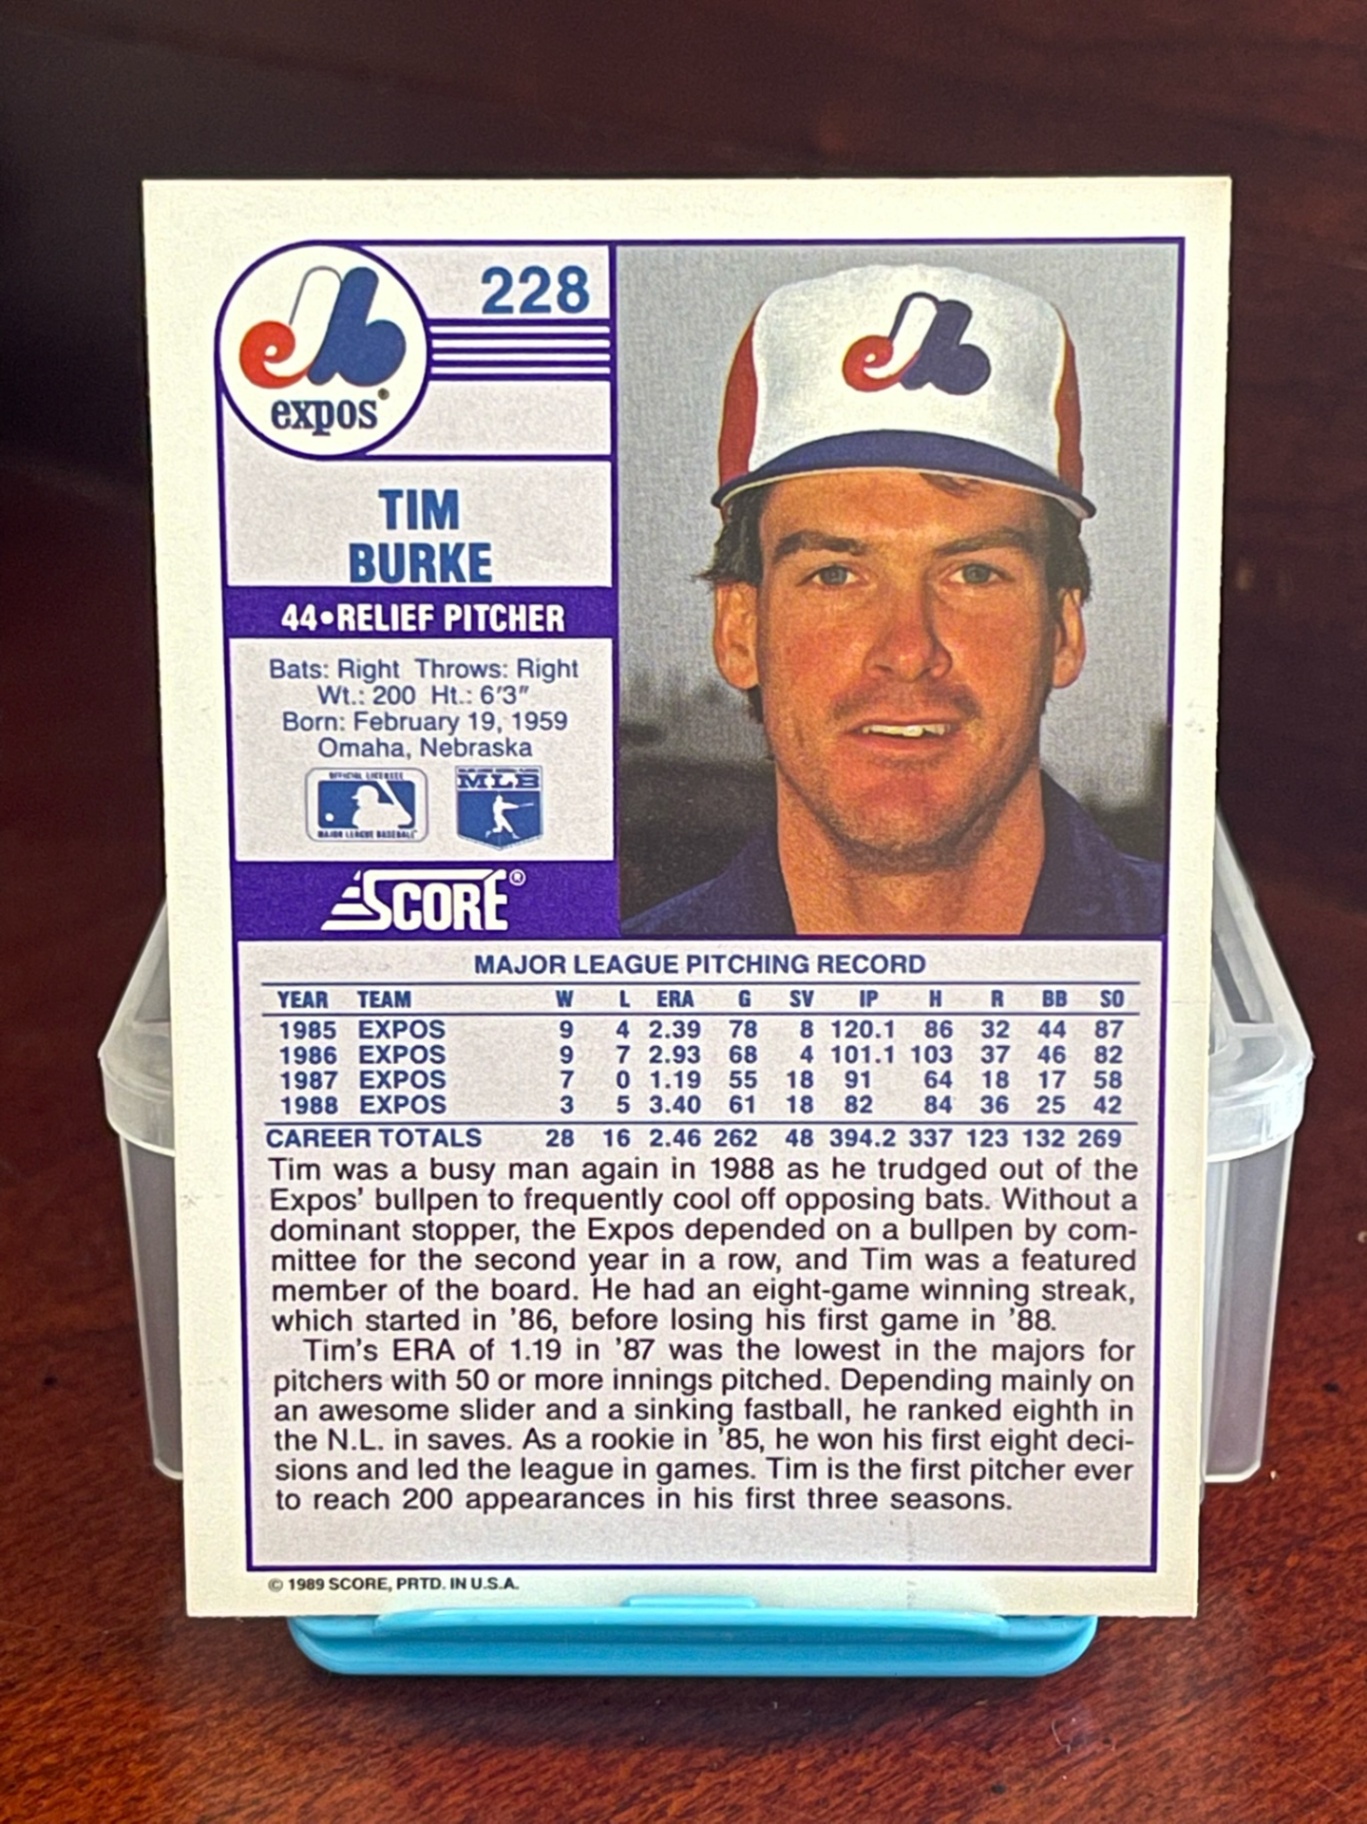 228
expos®
TIM
BURKE
44•RELIEF PITCHER
Bats: Right Throws: Right
Wt.: 200 Ht.: 6'3"
Born: February 19, 1959
Omaha, Nebraska
OFFICIAL LICENSEE
MAJOR LEAGUE BASEBALL
MLB
SCORE®
MAJOR LEAGUE PITCHING RECORD
YEAR TEAM W L ERA G SV IP H R BB SO
1985 EXPOS 9 4 2.39 78 8 120.1 86 32 44 87
1986 EXPOS 9 7 2.93 68 4 101.1 103 37 46 82
1987 EXPOS 7 0 1.19 55 18 91 64 18 17 58
1988 EXPOS 3 5 3.40 61 18 82 84 36 25 42
CAREER TOTALS 28 16 2.46 262 48 394.2 337 123 132 269
Tim was a busy man again in 1988 as he trudged out of the
Expos' bullpen to frequently cool off opposing bats. Without a
dominant stopper, the Expos depended on a bullpen by com-
mittee for the second year in a row, and Tim was a featured
member of the board. He had an eight-game winning streak,
which started in '86, before losing his first game in '88.
Tim's ERA of 1.19 in '87 was the lowest in the majors for
pitchers with 50 or more innings pitched. Depending mainly on
an awesome slider and a sinking fastball, he ranked eighth in
the N.L. in saves. As a rookie in '85, he won his first eight deci-
sions and led the league in games. Tim is the first pitcher ever
to reach 200 appearances in his first three seasons.
© 1989 SCORE, PRTD. IN U.S.A.